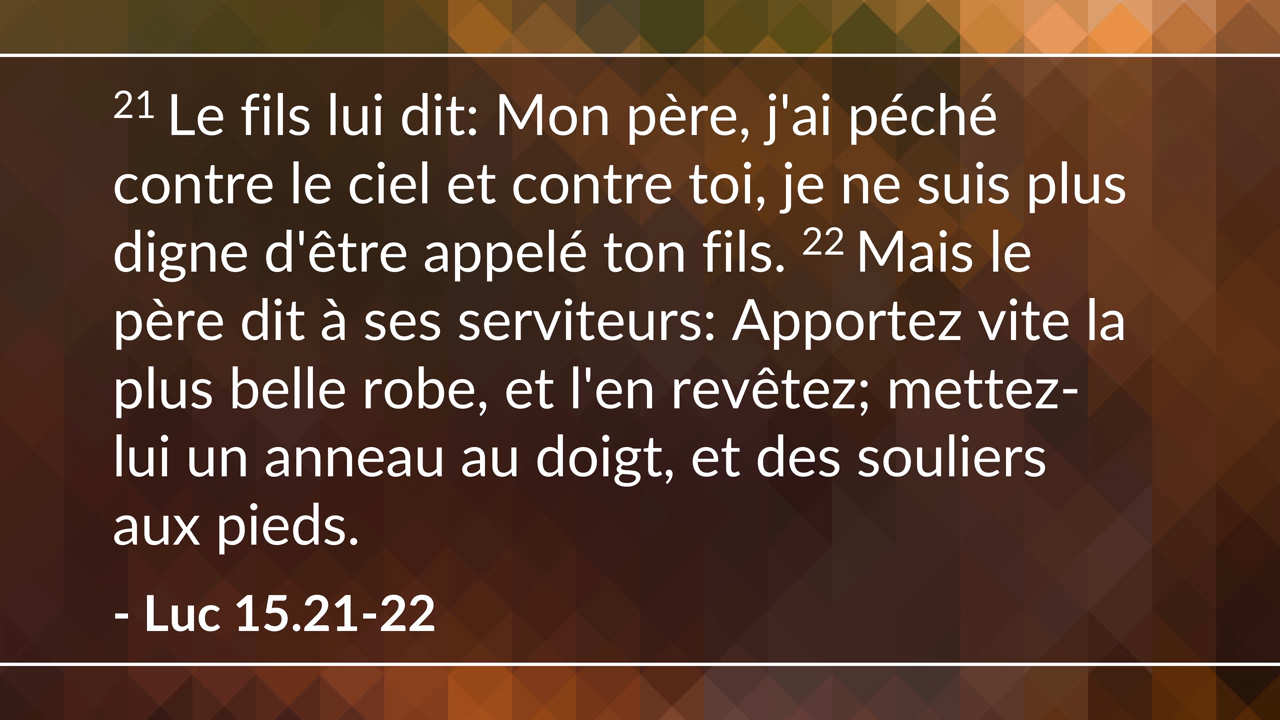 21 Le fils lui dit: Mon père, j'ai péché
contre le ciel et contre toi, je ne suis plus
digne d'être appelé ton fils. 22 Mais le
père dit à ses serviteurs: Apportez vite la
plus belle robe, et l'en revêtez; mettez-
lui un anneau au doigt, et des souliers
aux pieds.
- Luc 15.21-22